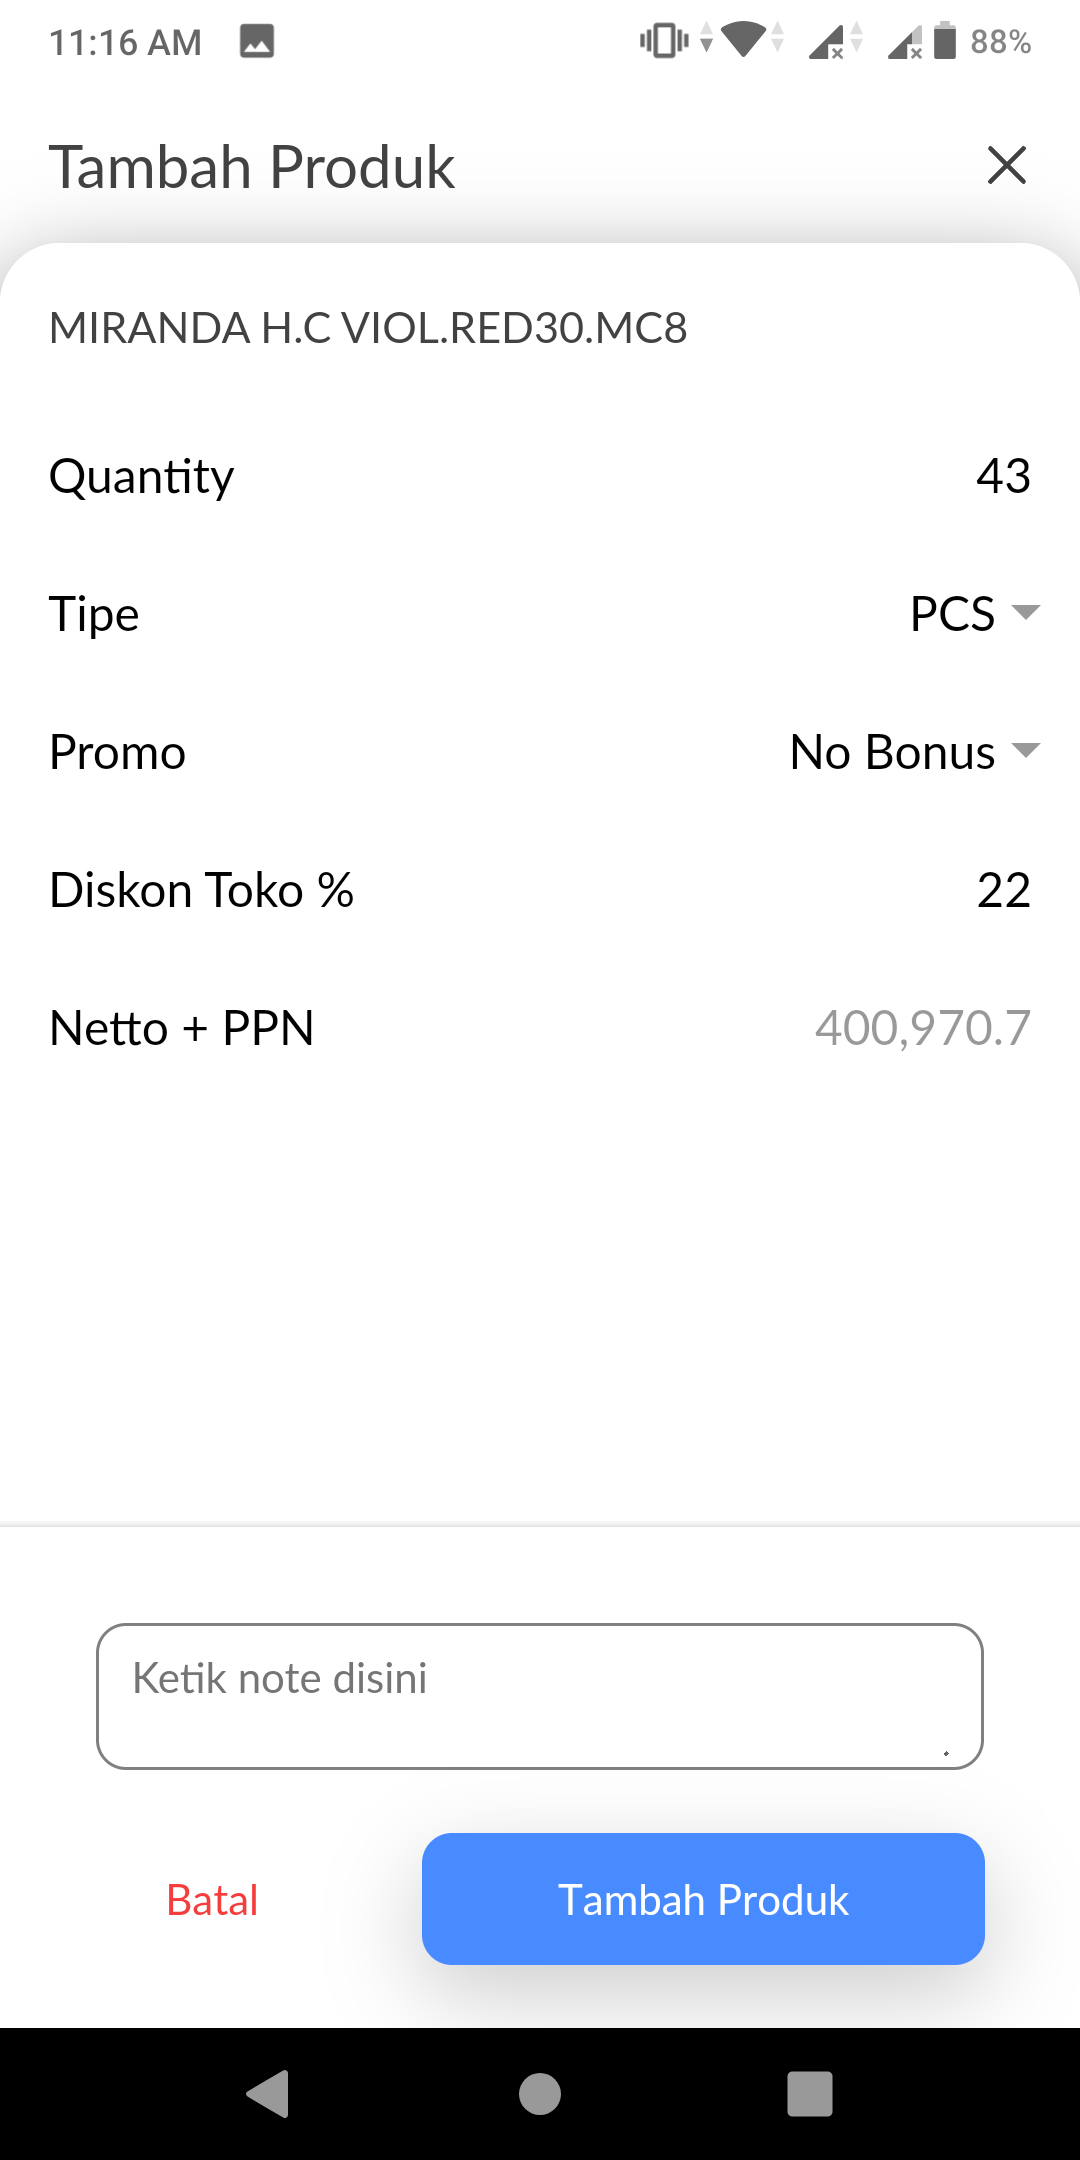 11:16 AM 88%
Tambah Produk
MIRANDA H.C VIOL.RED30.MC8
Quantity 43
Tipe PCS
Promo No Bonus
Diskon Toko % 22
Netto + PPN 400,970.7
Ketik note disini
Batal Tambah Produk